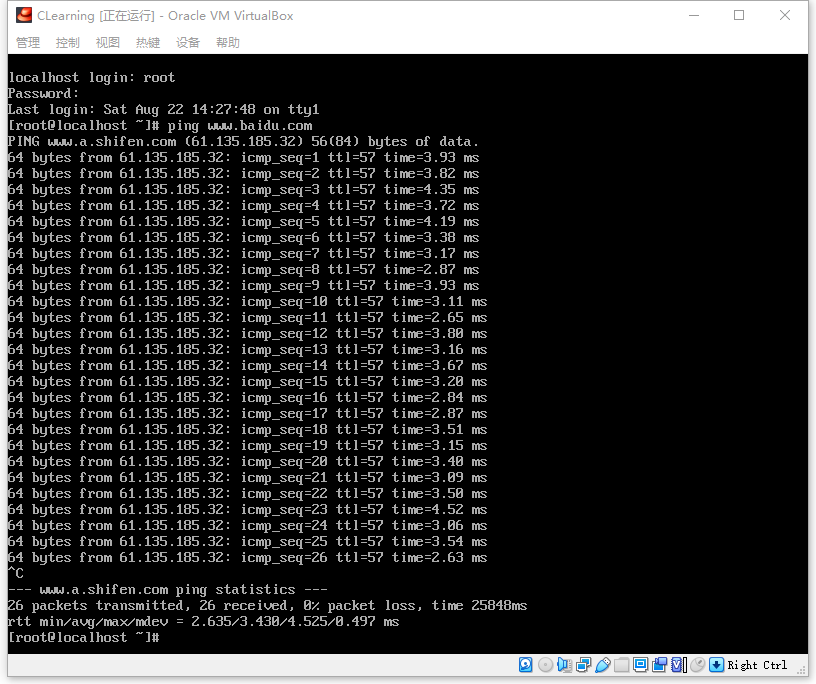 CLearning [正在运行] - Oracle VM VirtualBox
管理 控制 视图 热键 设备 帮助
localhost login: root
Password:
Last login: Sat Aug 22 14:27:48 on tty1
[root@localhost ~]# ping www.baidu.com
PING www.a.shifen.com (61.135.185.32) 56(84) bytes of data.
64 bytes from 61.135.185.32: icmp_seq=1 ttl=57 time=3.93 ms
64 bytes from 61.135.185.32: icmp_seq=2 ttl=57 time=3.82 ms
64 bytes from 61.135.185.32: icmp_seq=3 ttl=57 time=4.35 ms
64 bytes from 61.135.185.32: icmp_seq=4 ttl=57 time=3.72 ms
64 bytes from 61.135.185.32: icmp_seq=5 ttl=57 time=4.19 ms
64 bytes from 61.135.185.32: icmp_seq=6 ttl=57 time=3.38 ms
64 bytes from 61.135.185.32: icmp_seq=7 ttl=57 time=3.17 ms
64 bytes from 61.135.185.32: icmp_seq=8 ttl=57 time=2.87 ms
64 bytes from 61.135.185.32: icmp_seq=9 ttl=57 time=3.93 ms
64 bytes from 61.135.185.32: icmp_seq=10 ttl=57 time=3.11 ms
64 bytes from 61.135.185.32: icmp_seq=11 ttl=57 time=2.65 ms
64 bytes from 61.135.185.32: icmp_seq=12 ttl=57 time=3.80 ms
64 bytes from 61.135.185.32: icmp_seq=13 ttl=57 time=3.16 ms
64 bytes from 61.135.185.32: icmp_seq=14 ttl=57 time=3.67 ms
64 bytes from 61.135.185.32: icmp_seq=15 ttl=57 time=3.20 ms
64 bytes from 61.135.185.32: icmp_seq=16 ttl=57 time=2.84 ms
64 bytes from 61.135.185.32: icmp_seq=17 ttl=57 time=2.87 ms
64 bytes from 61.135.185.32: icmp_seq=18 ttl=57 time=3.51 ms
64 bytes from 61.135.185.32: icmp_seq=19 ttl=57 time=3.15 ms
64 bytes from 61.135.185.32: icmp_seq=20 ttl=57 time=3.40 ms
64 bytes from 61.135.185.32: icmp_seq=21 ttl=57 time=3.09 ms
64 bytes from 61.135.185.32: icmp_seq=22 ttl=57 time=3.50 ms
64 bytes from 61.135.185.32: icmp_seq=23 ttl=57 time=4.52 ms
64 bytes from 61.135.185.32: icmp_seq=24 ttl=57 time=3.06 ms
64 bytes from 61.135.185.32: icmp_seq=25 ttl=57 time=3.54 ms
64 bytes from 61.135.185.32: icmp_seq=26 ttl=57 time=2.63 ms
^C
--- www.a.shifen.com ping statistics ---
26 packets transmitted, 26 received, 0% packet loss, time 25848ms
rtt min/avg/max/mdev = 2.635/3.430/4.525/0.497 ms
[root@localhost ~]#
Right Ctrl